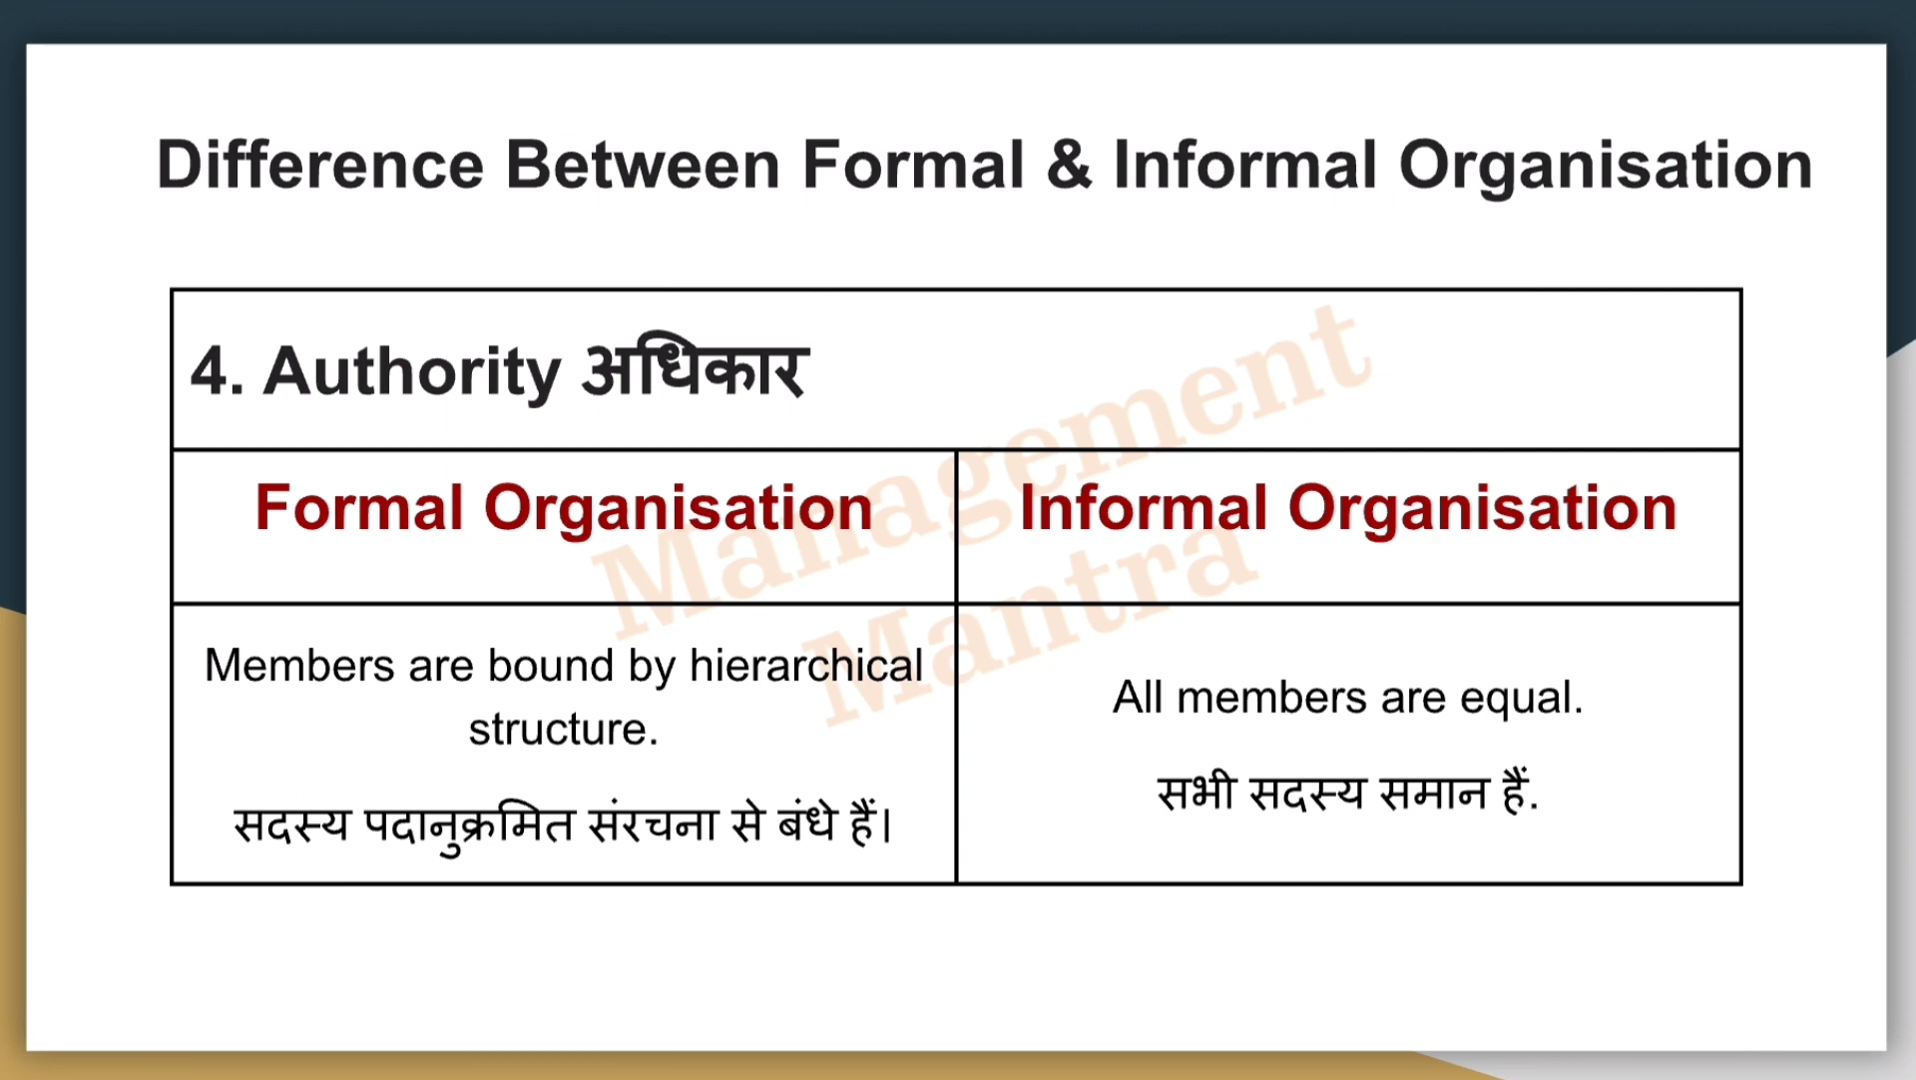 Difference Between Formal & Informal Organisation
4. Authority अधिकार
Formal Organisation
Informal Organisation
Members are bound by hierarchical
structure.
सदस्य पदानुक्रमित संरचना से बंधे हैं।
All members are equal.
सभी सदस्य समान हैं.
Management
Mantra